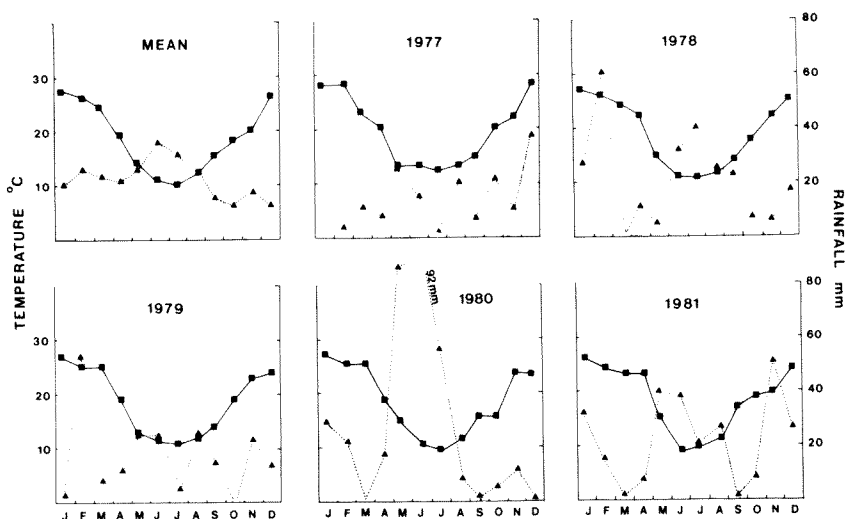 MEAN
1977
1978
80
60
40
20
30
20
10
TEMPERATURE °C
RAINFALL mm
1979
92mm
1980
1981
80
60
40
20
30
20
10
J F M A M J J A S O N D
J F M A M J J A S O N D
J F M A M J J A S O N D